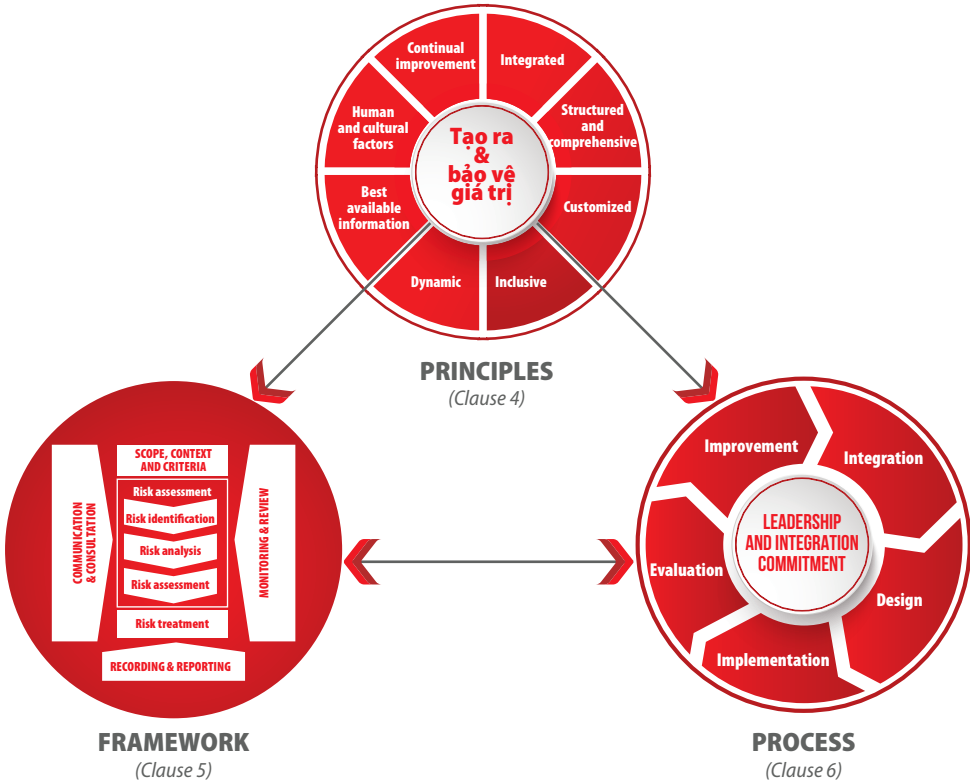 Continual
improvement
Integrated
Human
and cultural
factors
Structured
and
comprehensive
Tạo ra
&
bảo vệ
giá trị
Best
available
information
Customized
Dynamic
Inclusive
PRINCIPLES
(Clause 4)
COMMUNICATION
& CONSULTATION
SCOPE, CONTEXT
AND CRITERIA
Risk assessment
Risk identification
Risk analysis
Risk assessment
Risk treatment
MONITORING & REVIEW
RECORDING & REPORTING
FRAMEWORK
(Clause 5)
Improvement
Integration
LEADERSHIP
AND INTEGRATION
COMMITMENT
Evaluation
Design
Implementation
PROCESS
(Clause 6)